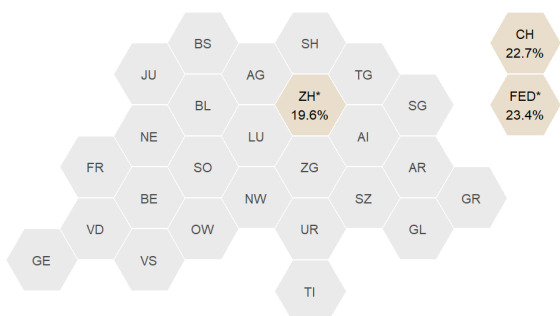 BS
SH
CH
22.7%
JU
AG
TG
BL
ZH*
19.6%
SG
FED*
23.4%
NE
LU
AI
FR
SO
ZG
AR
BE
NW
SZ
GR
VD
OW
UR
GL
GE
VS
TI